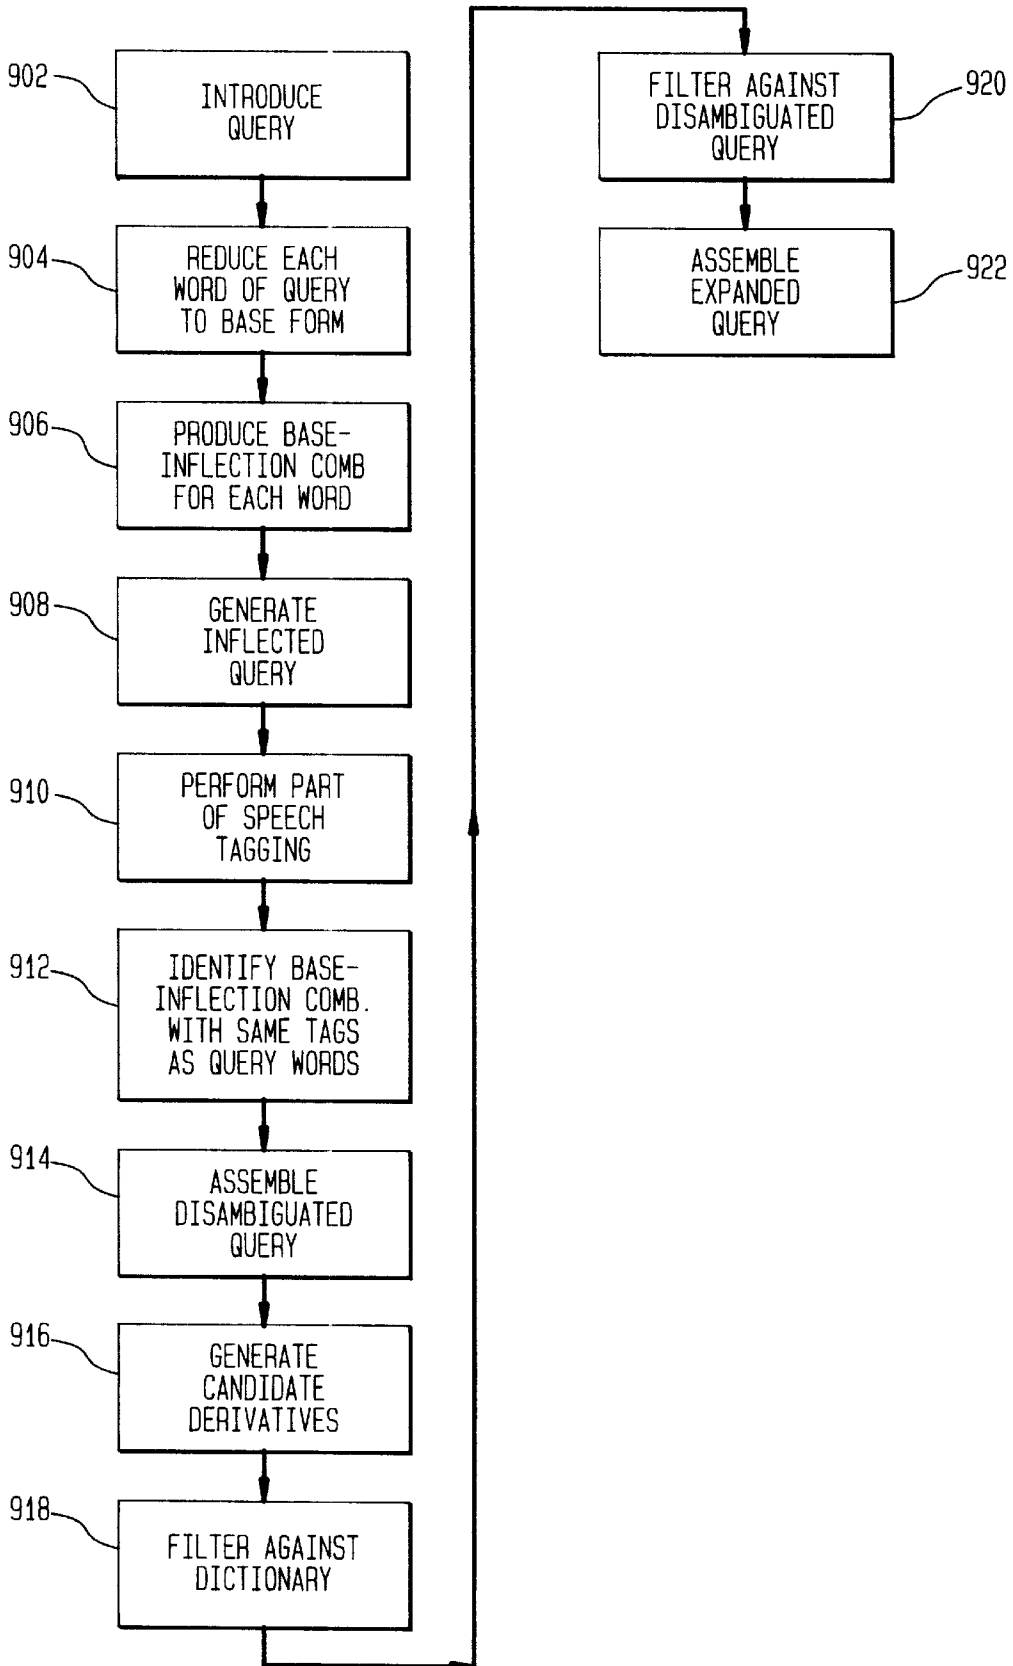 902
INTRODUCE
QUERY
904
REDUCE EACH
WORD OF QUERY
TO BASE FORM
906
PRODUCE BASE-
INFLECTION COMB
FOR EACH WORD
908
GENERATE
INFLECTED
QUERY
910
PERFORM PART
OF SPEECH
TAGGING
912
IDENTIFY BASE-
INFLECTION COMB.
WITH SAME TAGS
AS QUERY WORDS
914
ASSEMBLE
DISAMBIGUATED
QUERY
916
GENERATE
CANDIDATE
DERIVATIVES
918
FILTER AGAINST
DICTIONARY
FILTER AGAINST
DISAMBIGUATED
QUERY
920
ASSEMBLE
EXPANDED
QUERY
922